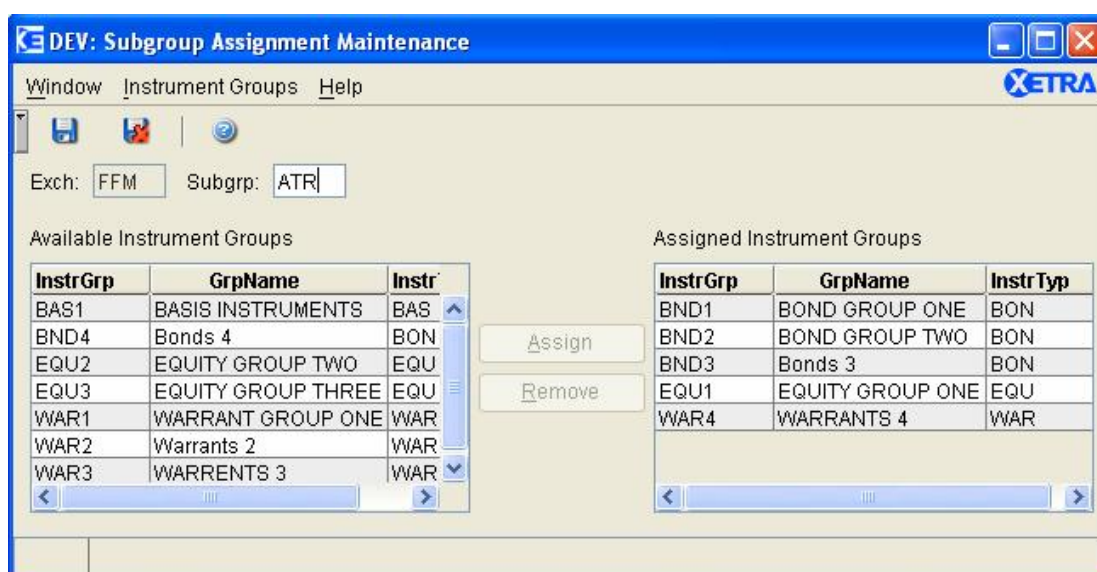 DEV: Subgroup Assignment Maintenance
Window Instrument Groups Help
XETRA
Exch: FFM Subgrp: ATR
Available Instrument Groups Assigned Instrument Groups
InstrGrp GrpName Instr InstrGrp GrpName InstrTyp
BAS1 BASIS INSTRUMENTS BAS BND1 BOND GROUP ONE BON
BND4 Bonds 4 BON BND2 BOND GROUP TWO BON
EQU2 EQUITY GROUP TWO EQU BND3 Bonds 3 BON
EQU3 EQUITY GROUP THREE EQU EQU1 EQUITY GROUP ONE EQU
WAR1 WARRANT GROUP ONE WAR WAR4 WARRANTS 4 WAR
WAR2 Warrants 2 WAR
WAR3 WARRENTS 3 WAR
Assign
Remove